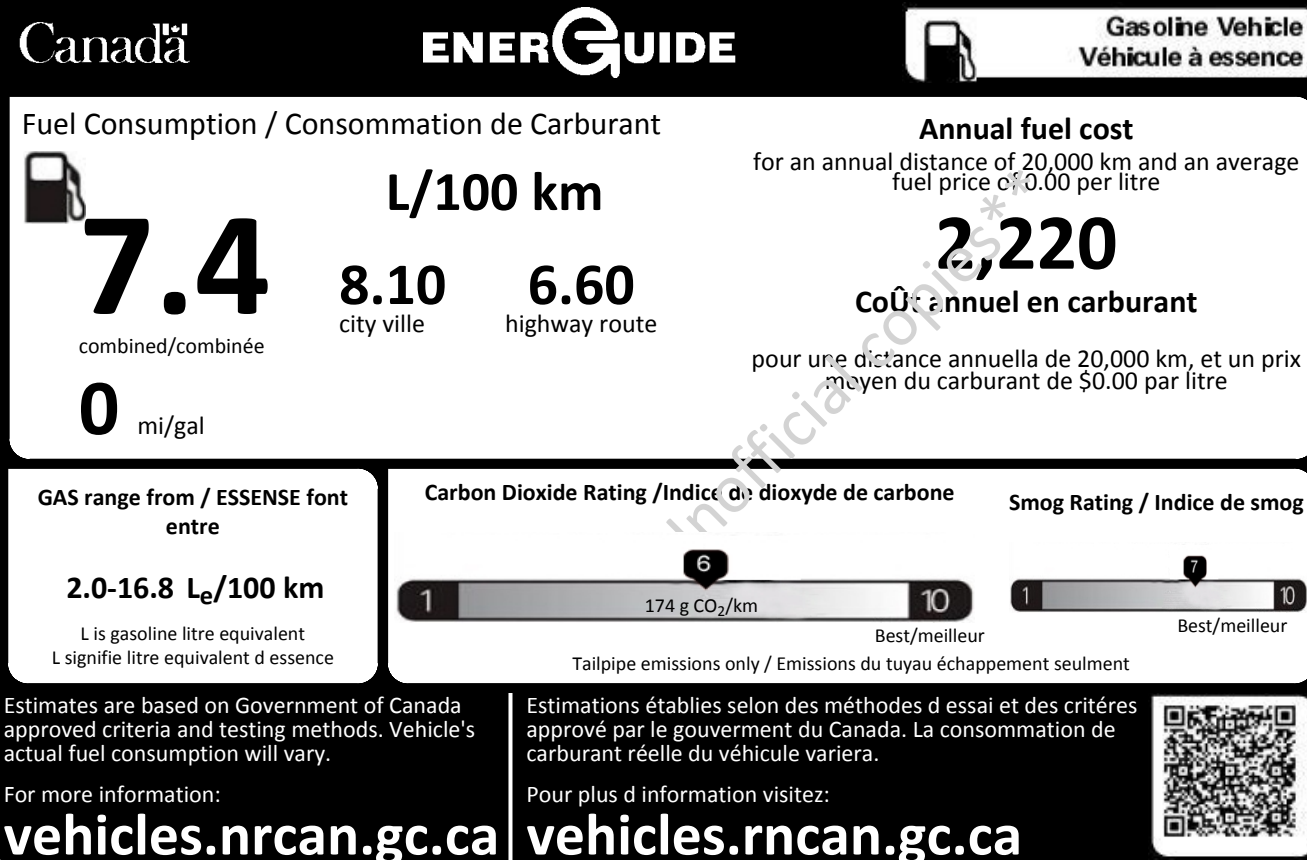 Canada
ENERGUIDE
Gasoline Vehicle
Véhicule à essence
Fuel Consumption / Consommation de Carburant
L/100 km
7.4
combined/combinée
8.10
city ville
6.60
highway route
0 mi/gal
Annual fuel cost
for an annual distance of 20,000 km and an average
fuel price of 0.00 per litre
2,220
CoÛt annuel en carburant
pour une distance annuella de 20,000 km, et un prix
moyen du carburant de $0.00 par litre
GAS range from / ESSENSE font
entre
2.0-16.8 Le/100 km
L is gasoline litre equivalent
L signifie litre equivalent d essence
Carbon Dioxide Rating /Indice de dioxyde de carbone
6
1
174 g CO2/km
10
Best/meilleur
Smog Rating / Indice de smog
7
1
10
Best/meilleur
Tailpipe emissions only / Emissions du tuyau échappement seulment
Estimates are based on Government of Canada
approved criteria and testing methods. Vehicle's
actual fuel consumption will vary.
For more information:
vehicles.nrcan.gc.ca
Estimations établies selon des méthodes d essai et des critéres
apprové par le gouverment du Canada. La consommation de
carburant réelle du véhicule variera.
Pour plus d information visitez:
vehicles.rncan.gc.ca
copies**